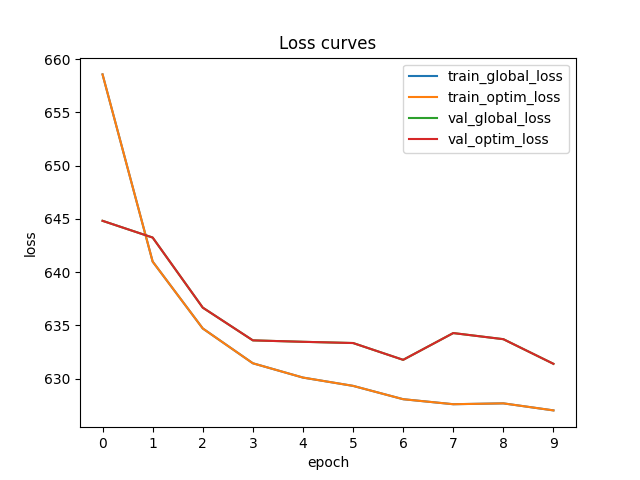 Loss curves
train_global_loss
train_optim_loss
val_global_loss
val_optim_loss
660
655
650
645
640
635
630
loss
0 1 2 3 4 5 6 7 8 9
epoch